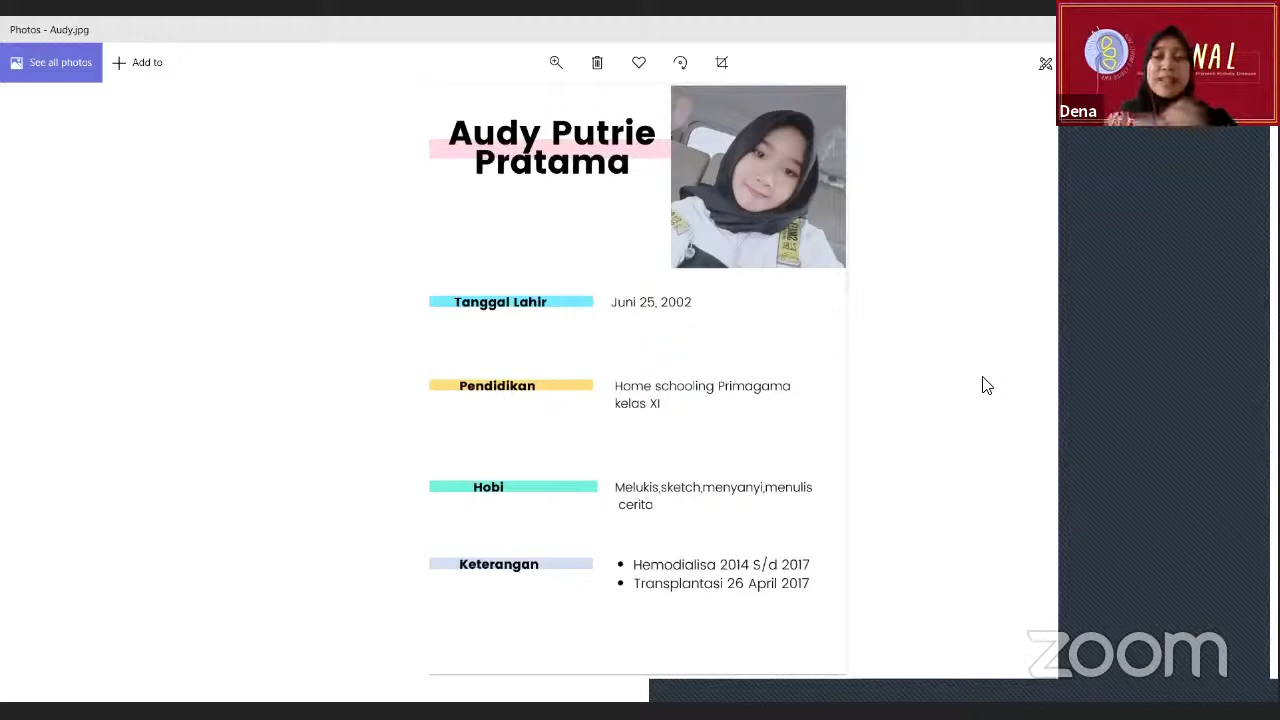 Photos - Audy.jpg
See all photos
Add to
Audy Putrie
Pratama
Tanggal Lahir
Juni 25, 2002
Pendidikan
Home schooling Primagama
kelas XI
Hobi
Melukis,sketch,menyanyi,menulis
cerita
Keterangan
Hemodialisa 2014 S/d 2017
Transplantasi 26 April 2017
NAL
Dena
zoom